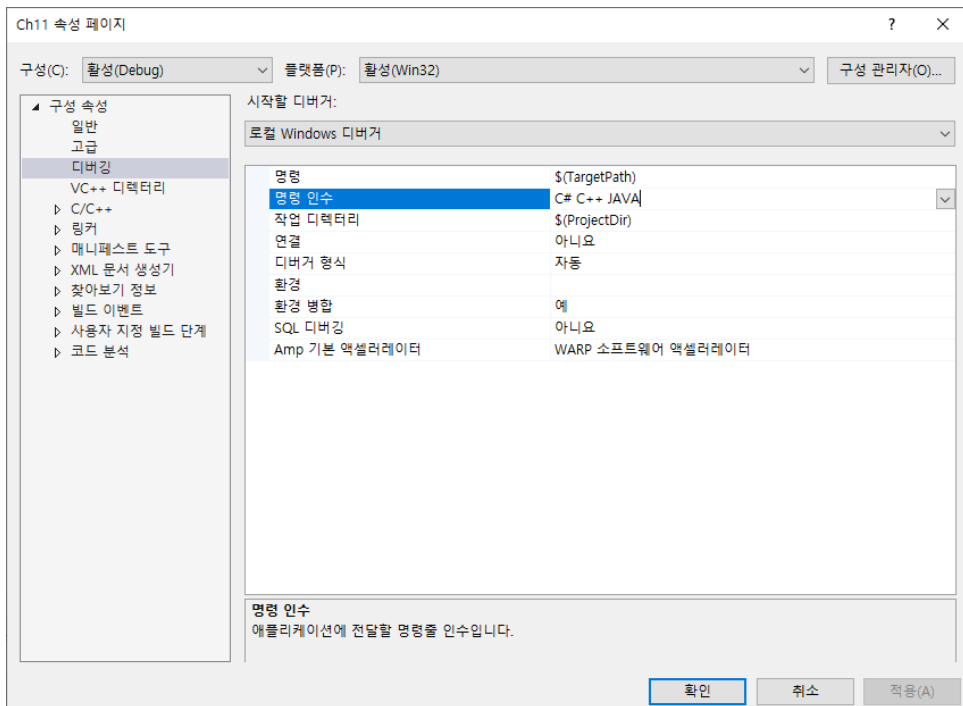 Ch11 속성 페이지 ? ×
구성(C): 활성(Debug) 플랫폼(P): 활성(Win32) 구성 관리자(O)...
구성 속성
일반
고급
디버깅
VC++ 디렉터리
C/C++
링커
매니페스트 도구
XML 문서 생성기
찾아보기 정보
빌드 이벤트
사용자 지정 빌드 단계
코드 분석
시작할 디버거:
로컬 Windows 디버거
명령 $(TargetPath)
명령 인수 C# C++ JAVA
작업 디렉터리 $(ProjectDir)
연결 아니요
디버거 형식 자동
환경
환경 병합 예
SQL 디버깅 아니요
Amp 기본 액셀러레이터 WARP 소프트웨어 액셀러레이터
명령 인수
애플리케이션에 전달할 명령줄 인수입니다.
확인 취소 적용(A)